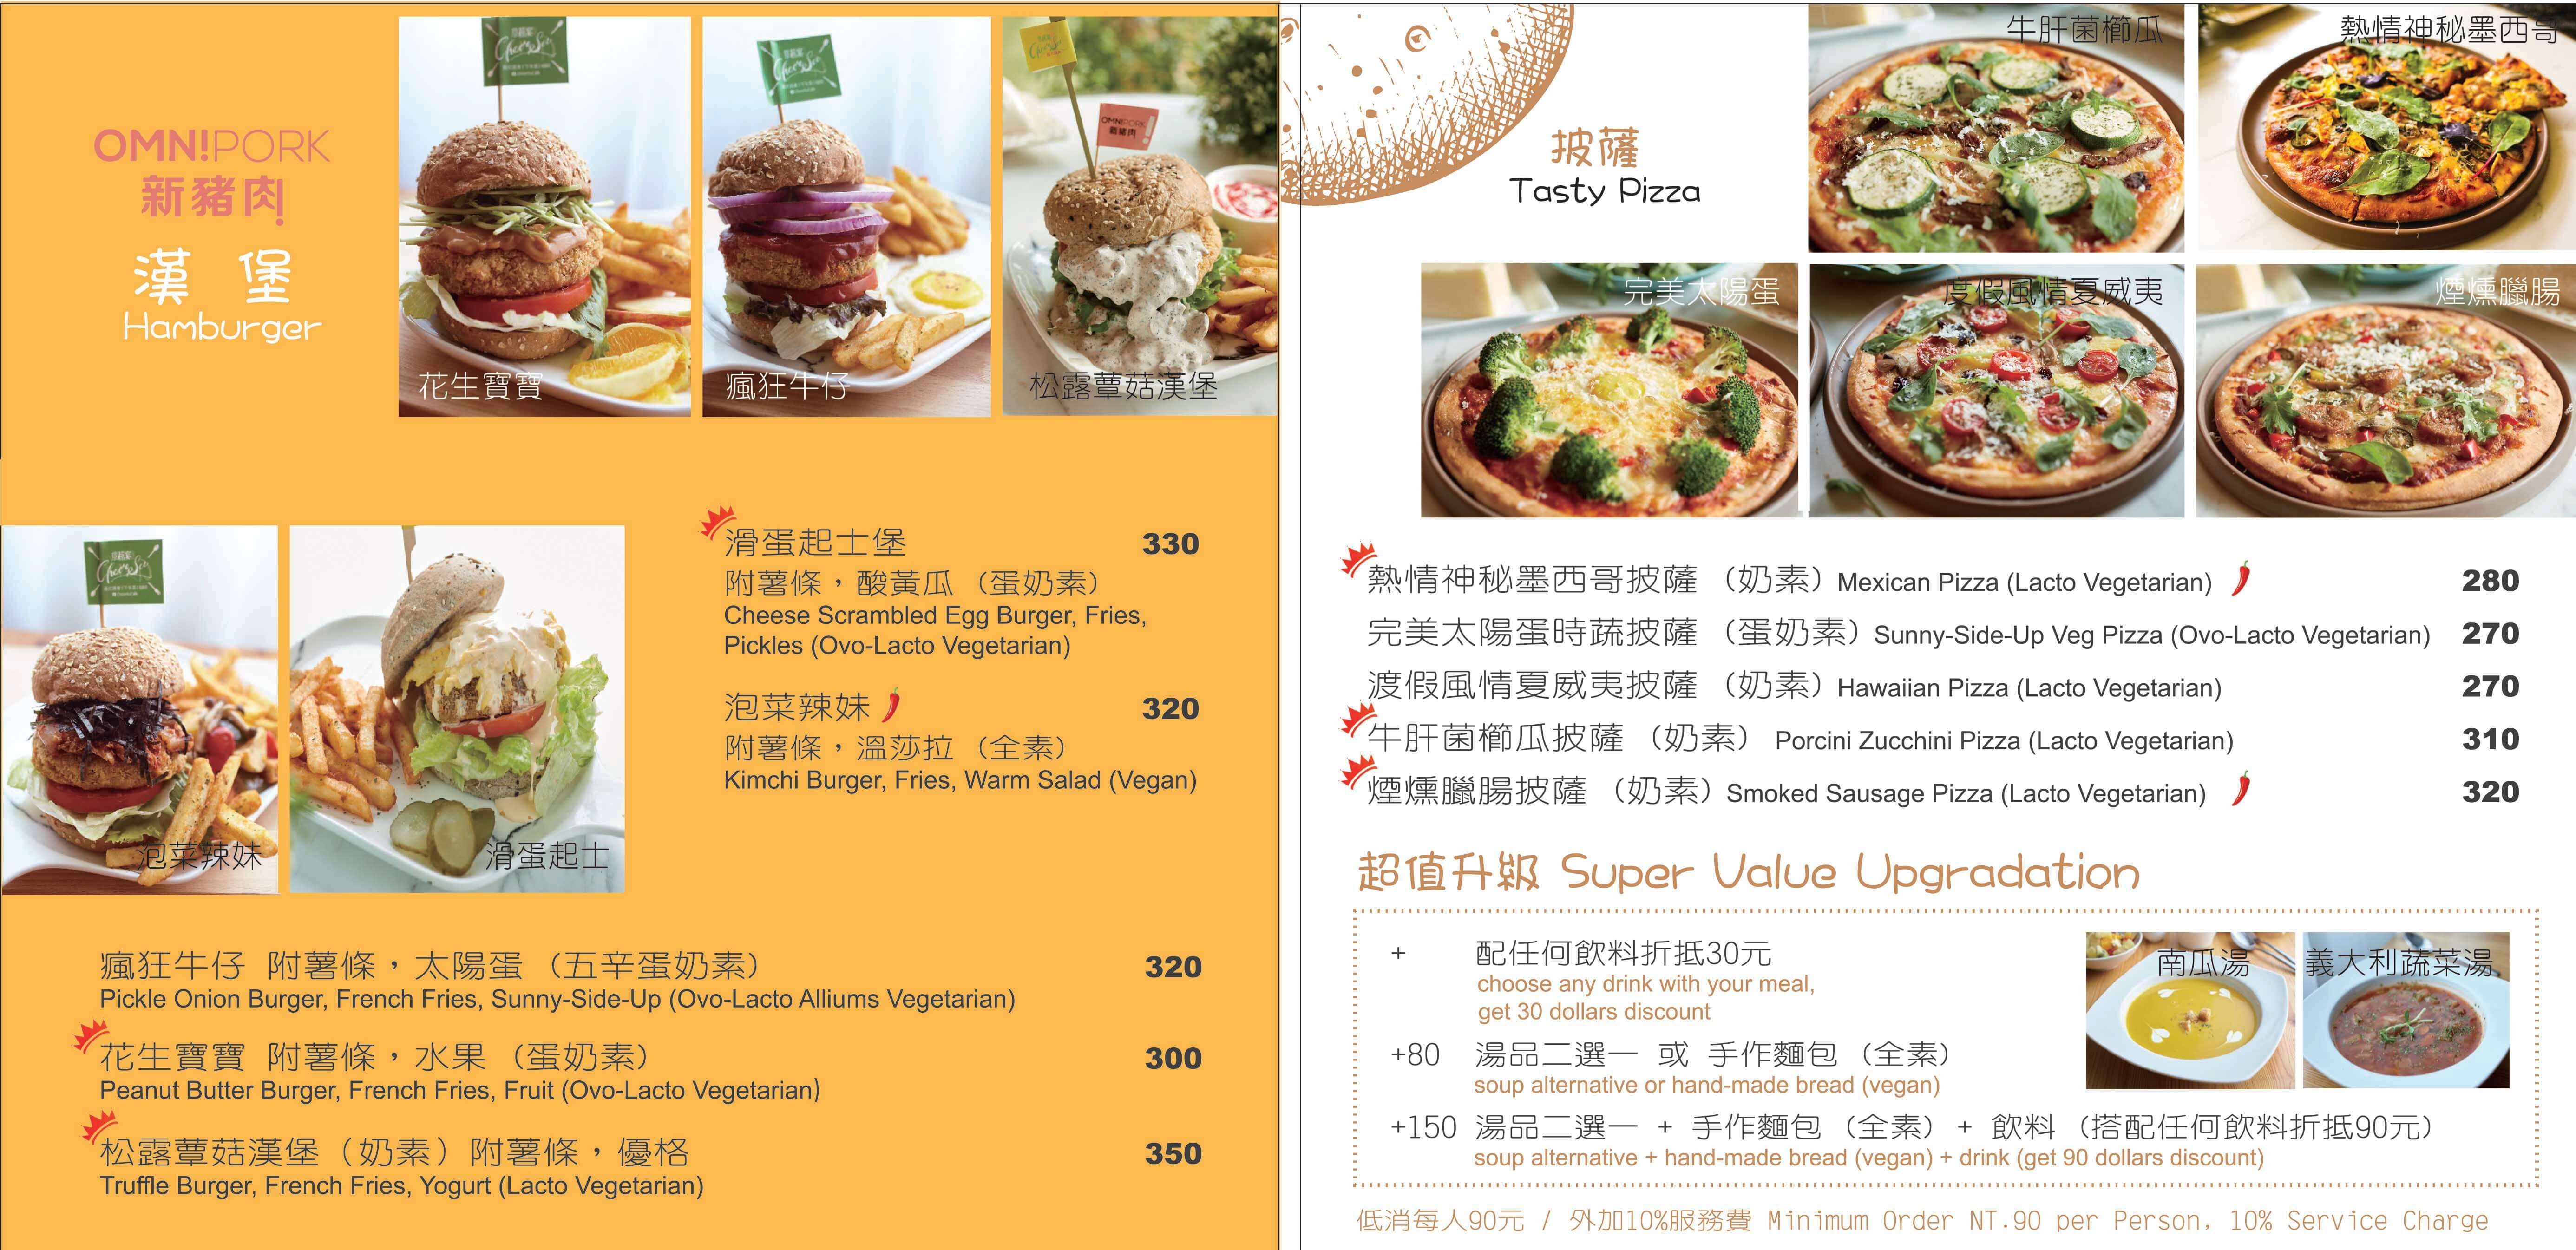 OMN!PORK
新豬肉
漢 堡
Hamburger
花生寶寶
瘋狂牛仔
OMN!PORK
新豬肉
松露蕈菇漢堡
泡菜辣妹
滑蛋起士
滑蛋起士堡 330
附薯條，酸黃瓜（蛋奶素）
Cheese Scrambled Egg Burger, Fries,
Pickles (Ovo-Lacto Vegetarian)
泡菜辣妹 320
附薯條，溫莎拉（全素）
Kimchi Burger, Fries, Warm Salad (Vegan)
瘋狂牛仔 附薯條，太陽蛋（五辛蛋奶素） 320
Pickle Onion Burger, French Fries, Sunny-Side-Up (Ovo-Lacto Alliums Vegetarian)
花生寶寶 附薯條，水果（蛋奶素） 300
Peanut Butter Burger, French Fries, Fruit (Ovo-Lacto Vegetarian)
松露蕈菇漢堡（奶素）附薯條，優格 350
Truffle Burger, French Fries, Yogurt (Lacto Vegetarian)
披薩
Tasty Pizza
牛肝菌櫛瓜
熱情神秘墨西哥
完美太陽蛋
度假風情夏威夷
煙燻臘腸
熱情神秘墨西哥披薩（奶素）Mexican Pizza (Lacto Vegetarian) 280
完美太陽蛋時蔬披薩（蛋奶素）Sunny-Side-Up Veg Pizza (Ovo-Lacto Vegetarian) 270
渡假風情夏威夷披薩（奶素）Hawaiian Pizza (Lacto Vegetarian) 270
牛肝菌櫛瓜披薩（奶素） Porcini Zucchini Pizza (Lacto Vegetarian) 310
煙燻臘腸披薩（奶素）Smoked Sausage Pizza (Lacto Vegetarian) 320
超值升級 Super Value Upgradation
+ 配任何飲料折抵30元
choose any drink with your meal,
get 30 dollars discount
+80 湯品二選一 或 手作麵包（全素）
soup alternative or hand-made bread (vegan)
南瓜湯
義大利蔬菜湯
+150 湯品二選一 + 手作麵包（全素）+ 飲料（搭配任何飲料折抵90元）
soup alternative + hand-made bread (vegan) + drink (get 90 dollars discount)
低消每人90元 / 外加10%服務費 Minimum Order NT.90 per Person, 10% Service Charge